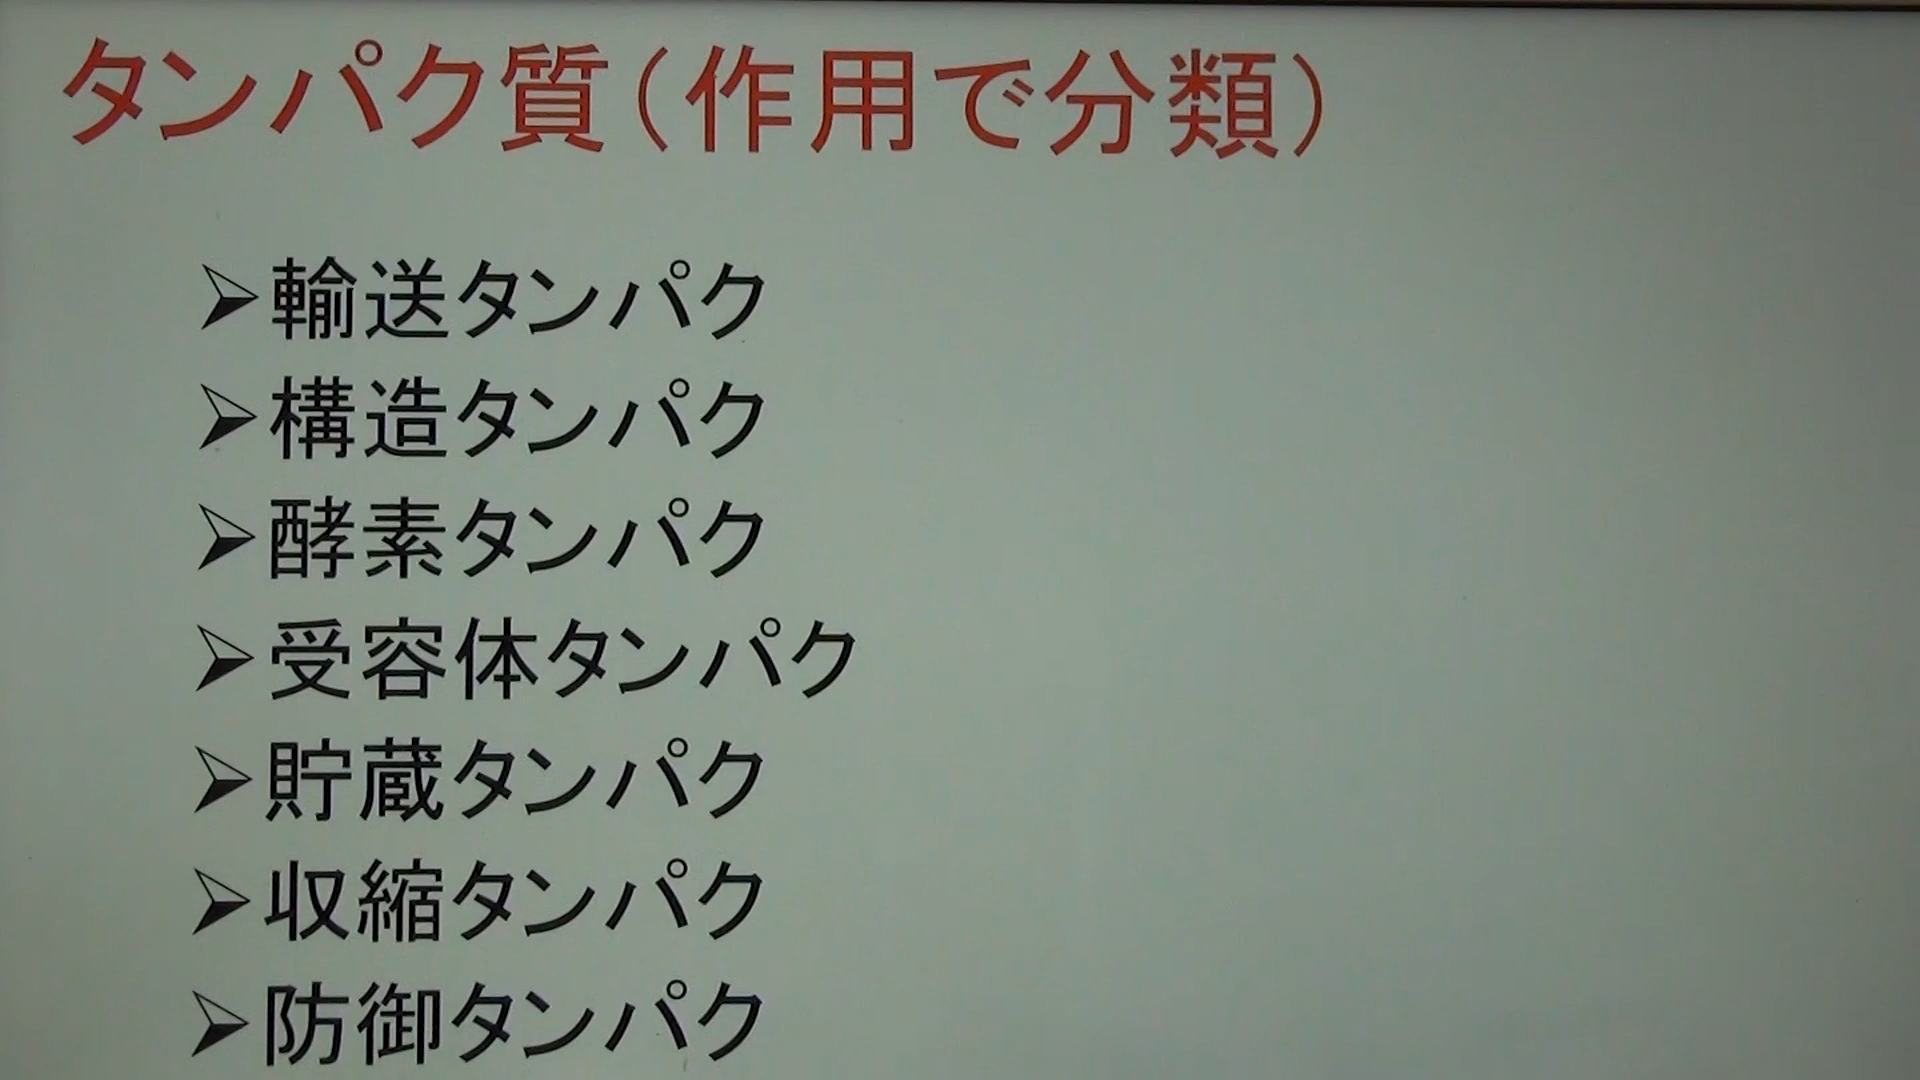 タンパク質(作用で分類)
➢輸送タンパク
➢構造タンパク
➢酵素タンパク
➢受容体タンパク
➢貯蔵タンパク
➢収縮タンパク
➢防御タンパク